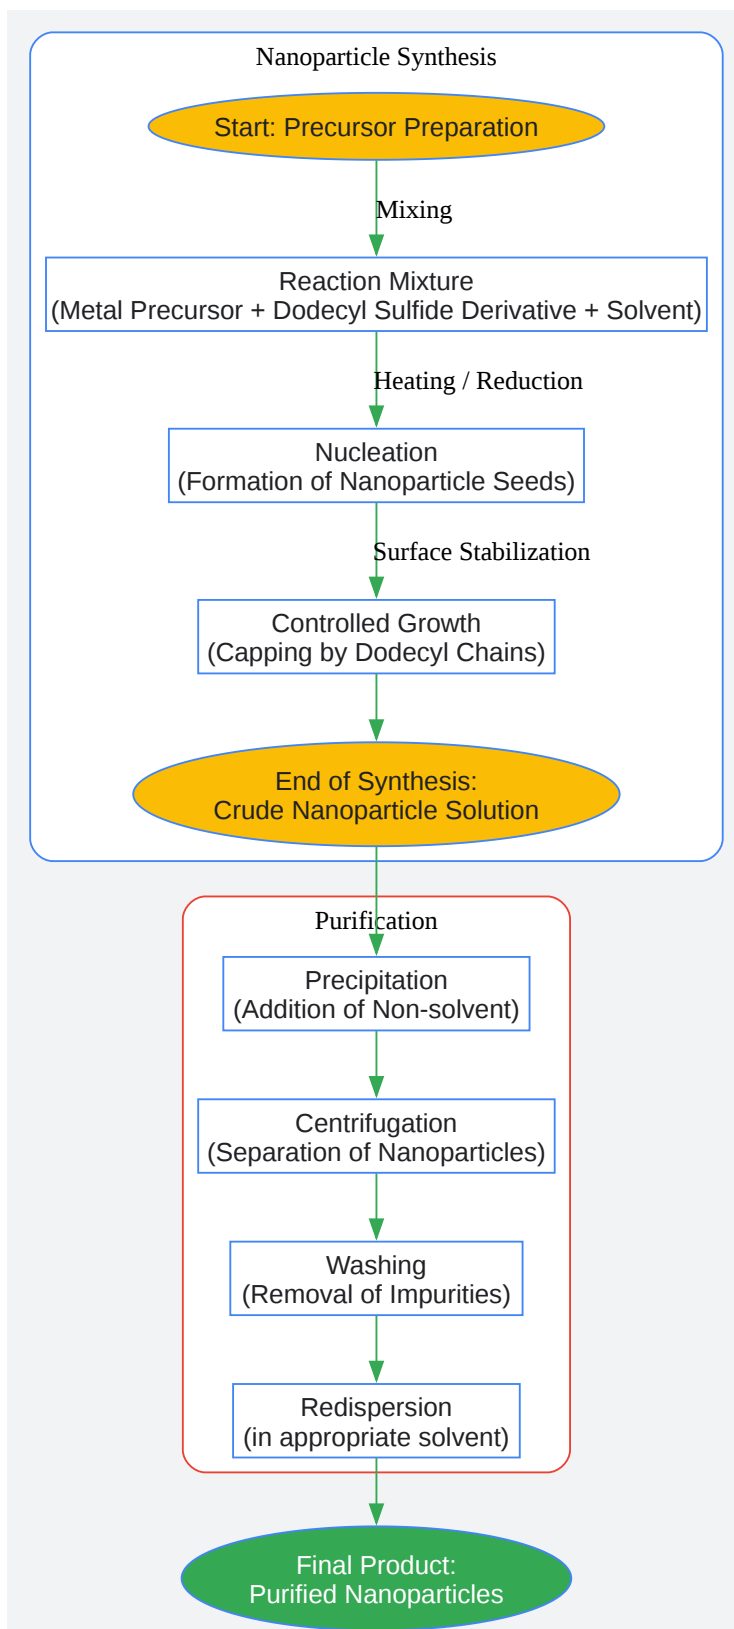 Nanoparticle Synthesis
Start: Precursor Preparation
Mixing
Reaction Mixture
(Metal Precursor + Dodecyl Sulfide Derivative + Solvent)
Heating / Reduction
Nucleation
(Formation of Nanoparticle Seeds)
Surface Stabilization
Controlled Growth
(Capping by Dodecyl Chains)
End of Synthesis:
Crude Nanoparticle Solution
Purification
Precipitation
(Addition of Non-solvent)
Centrifugation
(Separation of Nanoparticles)
Washing
(Removal of Impurities)
Redispersion
(in appropriate solvent)
Final Product:
Purified Nanoparticles